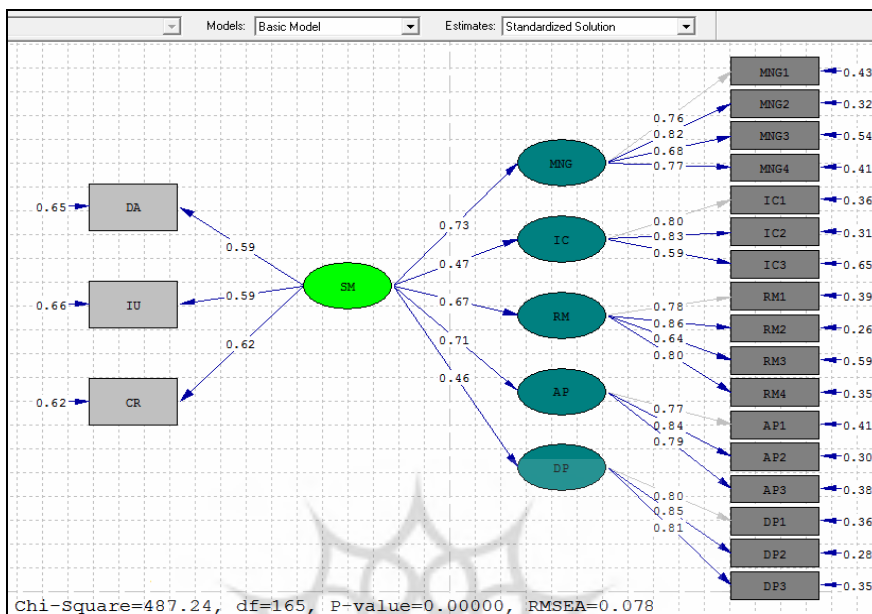 Models: Basic Model Estimates: Standardized Solution
MNG1 0.43
0.76
MNG2 0.32
0.82
MNG3 0.54
0.68
MNG 0.77 MNG4 0.41
IC1 0.36
0.65 DA 0.80
0.73 IC 0.83 IC2 0.31
0.59 0.47 0.59 IC3 0.65
SM RM1 0.39
0.66 IU 0.59 0.67 RM 0.78
0.86 RM2 0.26
0.62 0.71 0.64 RM3 0.59
0.46 0.80
0.62 CR AP RM4 0.35
0.77 AP1 0.41
0.84
0.79 AP2 0.30
DP AP3 0.38
0.80 DP1 0.36
0.85
0.81 DP2 0.28
DP3 0.35
Chi-Square=487.24, df=165, P-value=0.00000, RMSEA=0.078